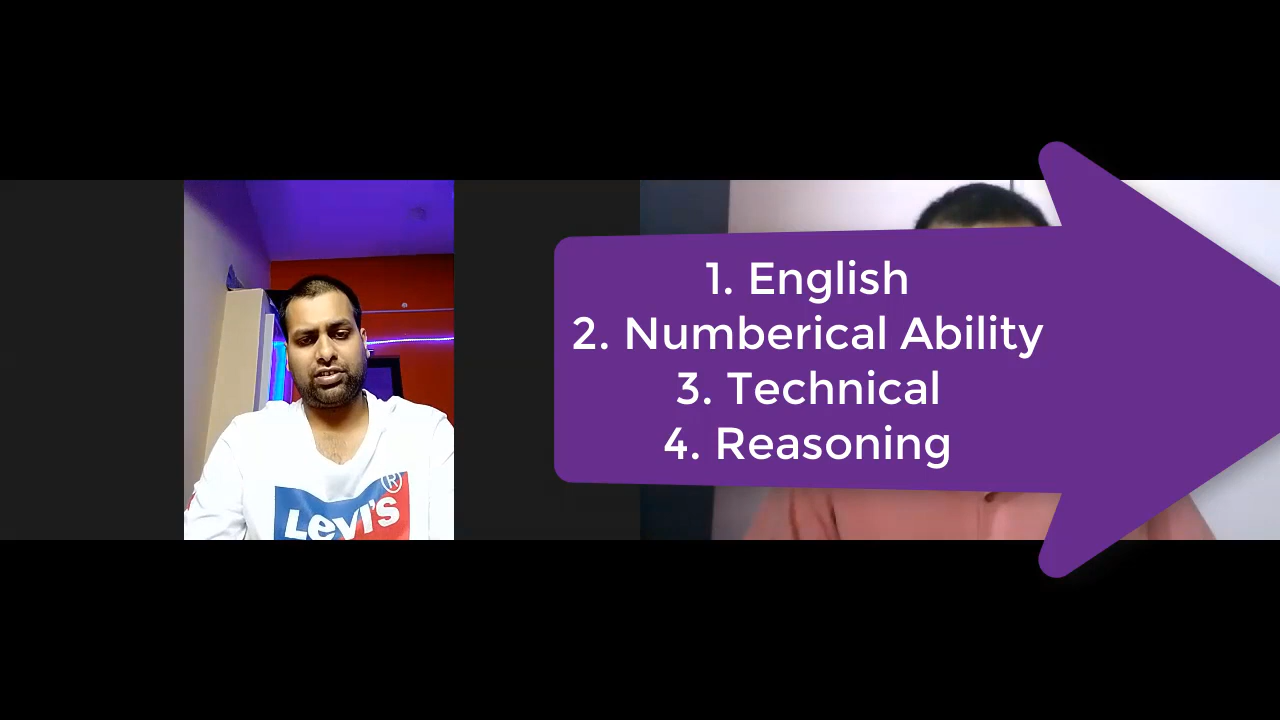 1. English
2. Numberical Ability
3. Technical
4. Reasoning
Levi's ®